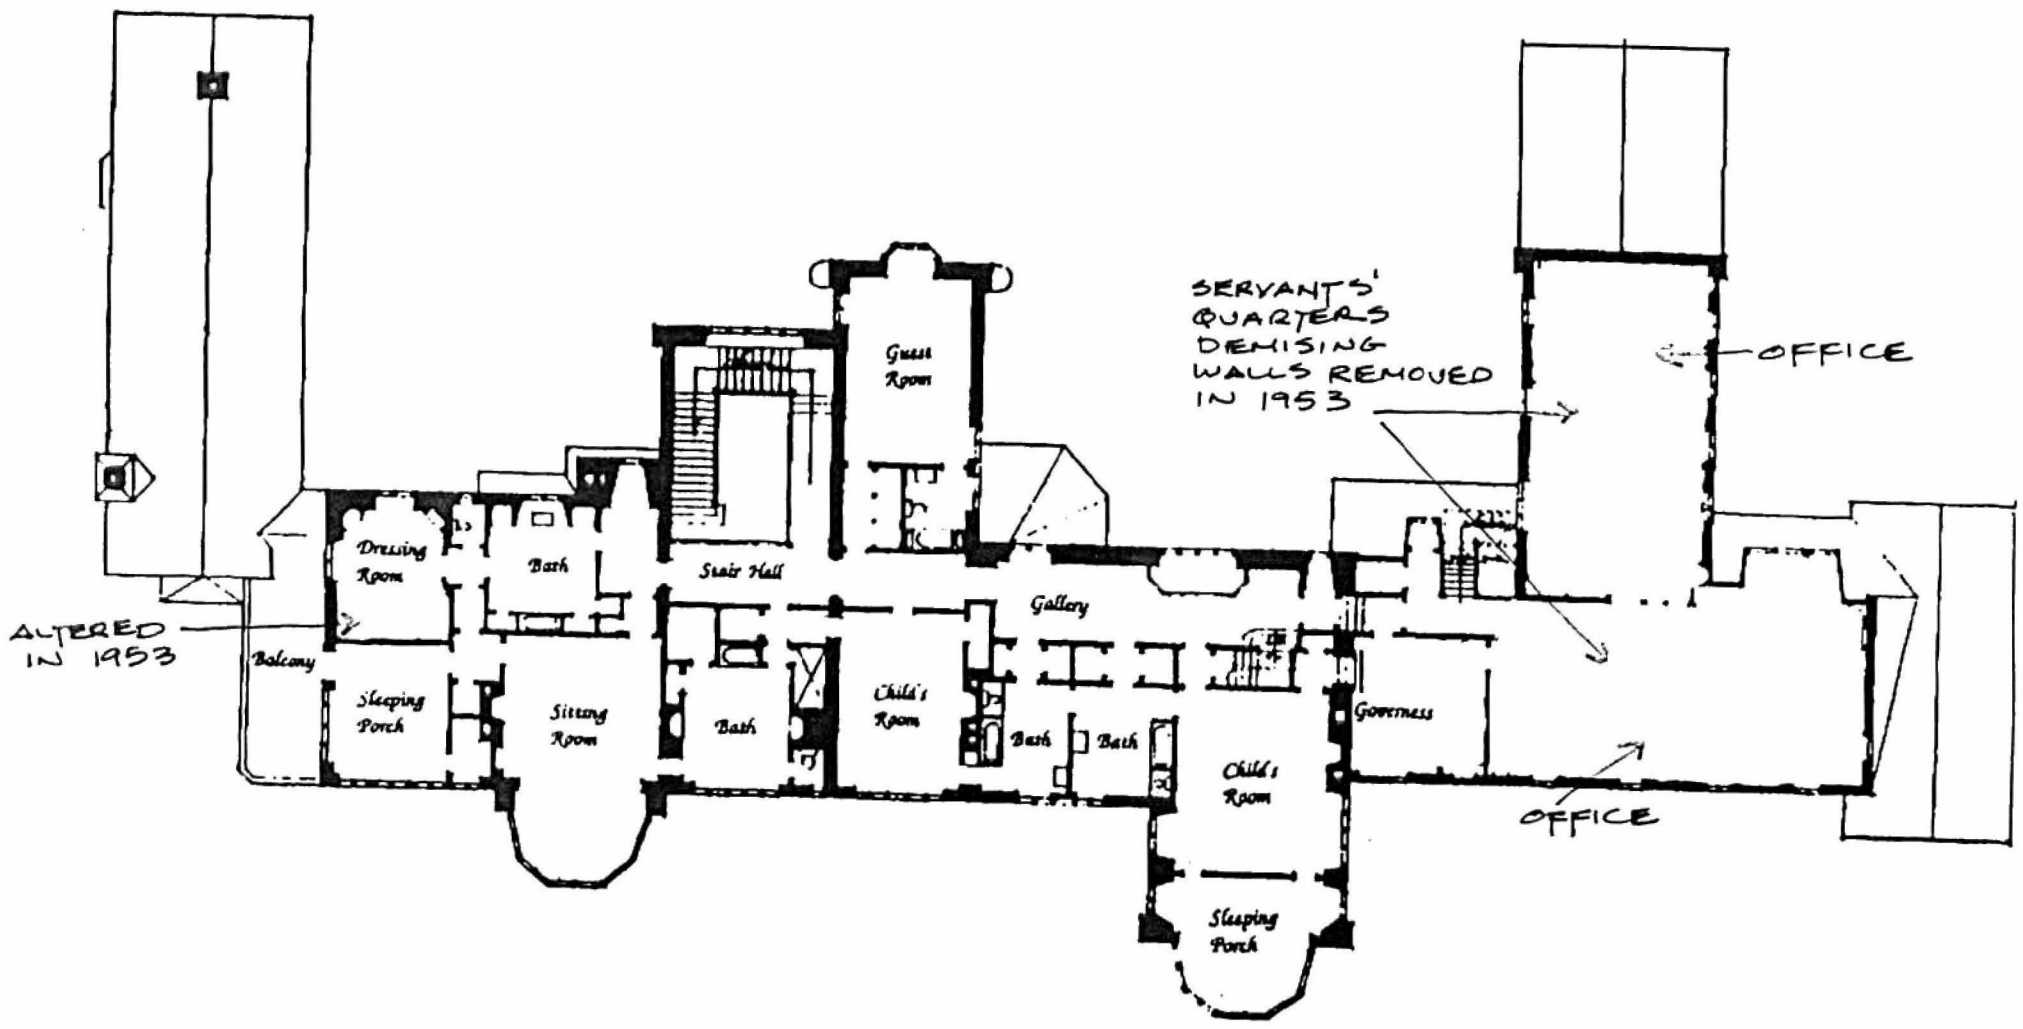 SERVANTS'
QUARTERS
DEMISING
WALLS REMOVED
IN 1953
OFFICE
Guest
Room
Dressing
Room
Bath
Stair Hall
Gallery
ALTERED
IN 1953
Balcony
Sleeping
Porch
Sitting
Room
Bath
Child's
Room
Bath
Bath
Child's
Room
Governess
OFFICE
Sleeping
Porch